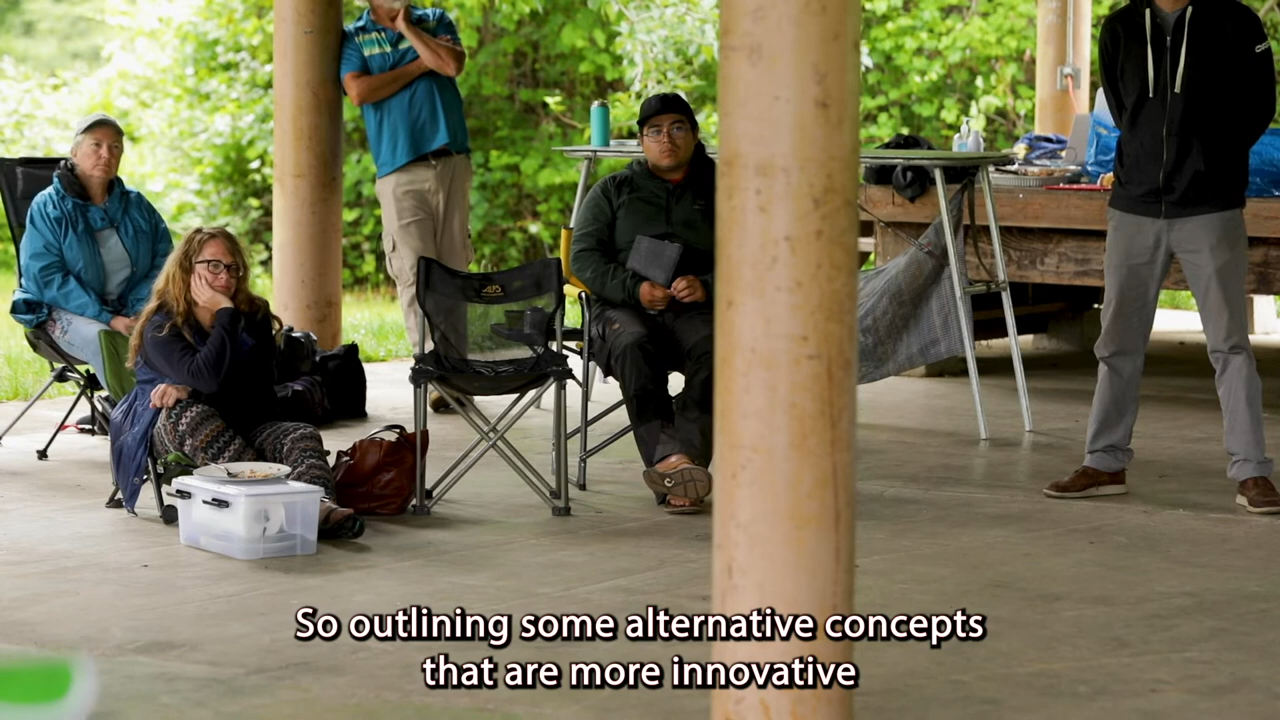 So outlining some alternative concepts
that are more innovative